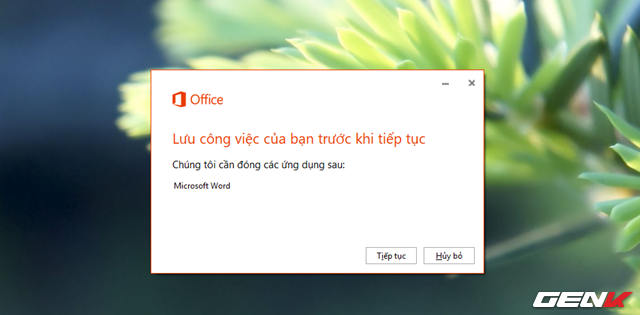 Office
Lưu công việc của bạn trước khi tiếp tục
Chúng tôi cần đóng các ứng dụng sau:
Microsoft Word
Tiếp tục
Hủy bỏ
GENK